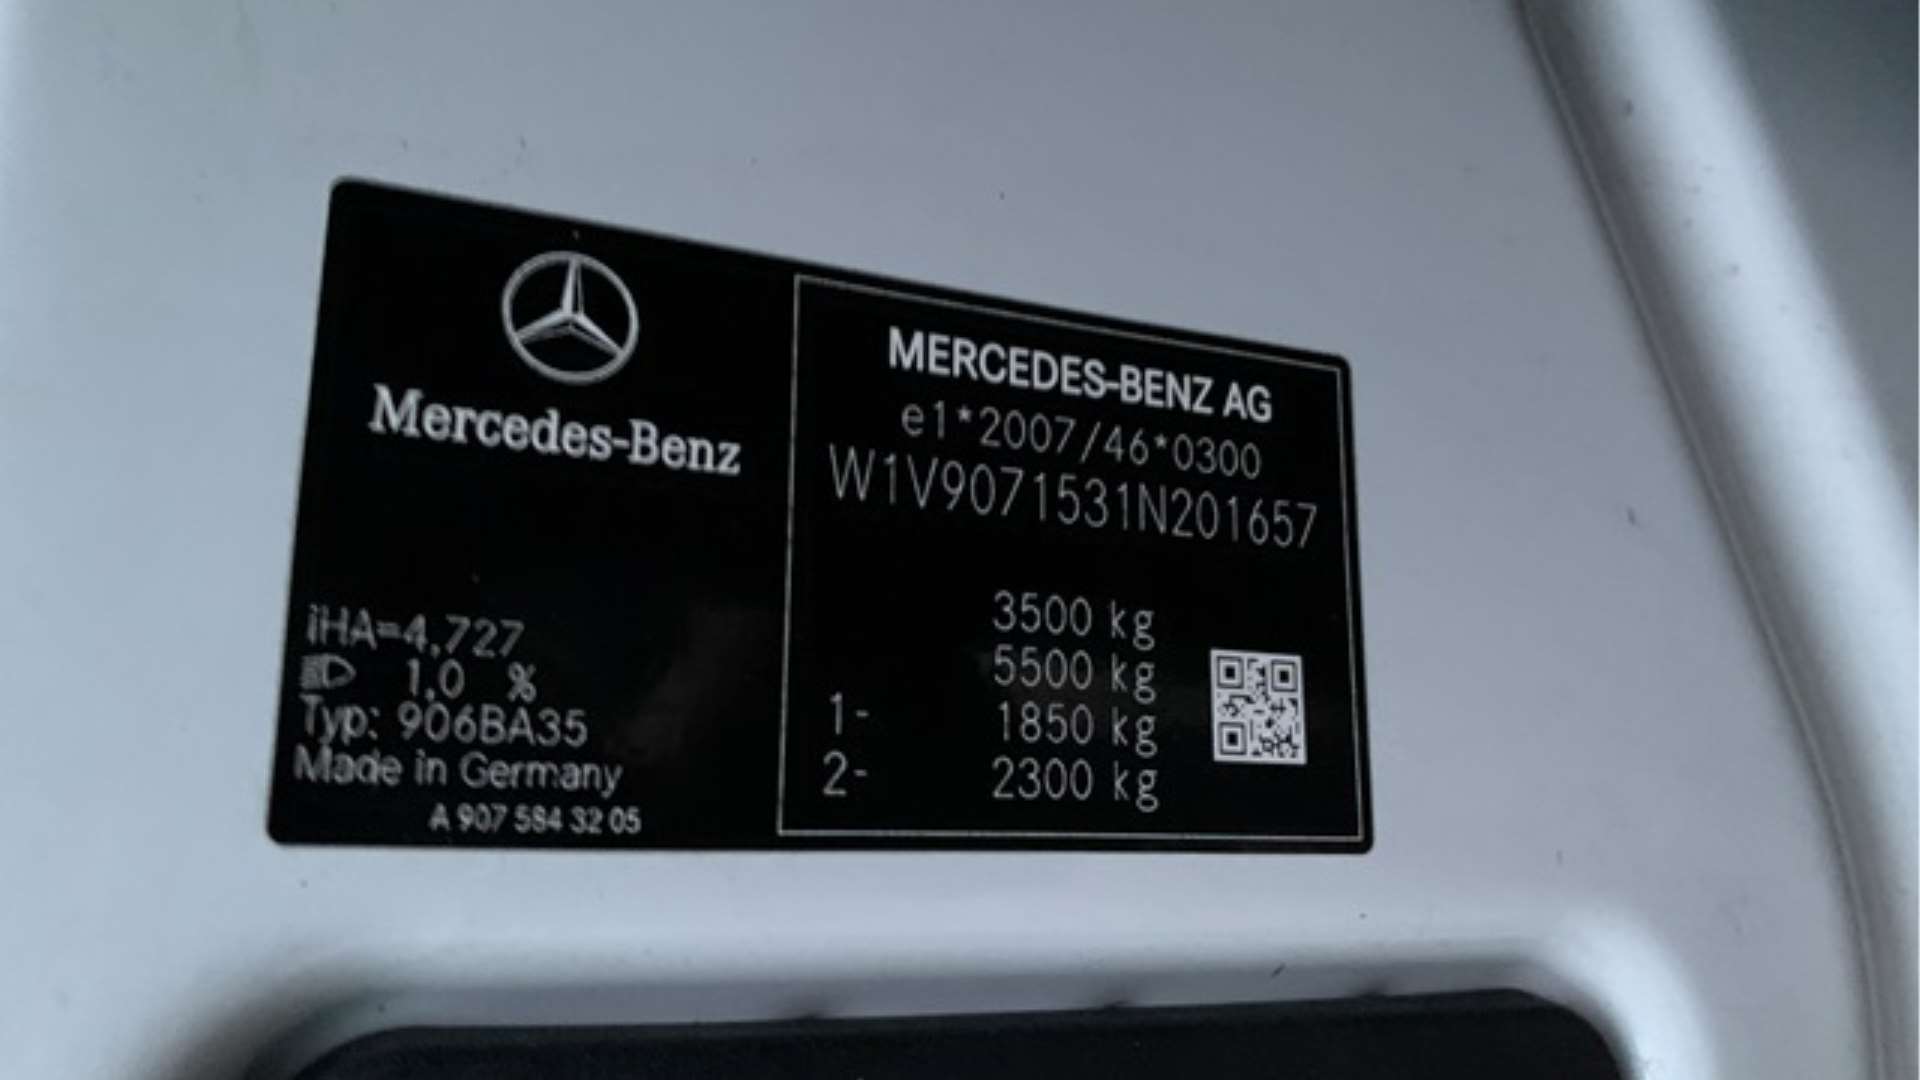 Mercedes-Benz
iHA=4,727
1,0 %
Typ: 906BA35
Made in Germany
A 907 584 32 05
MERCEDES-BENZ AG
e1*2007/46*0300
W1V9071531N201657
3500 kg
5500 kg
1- 1850 kg
2- 2300 kg